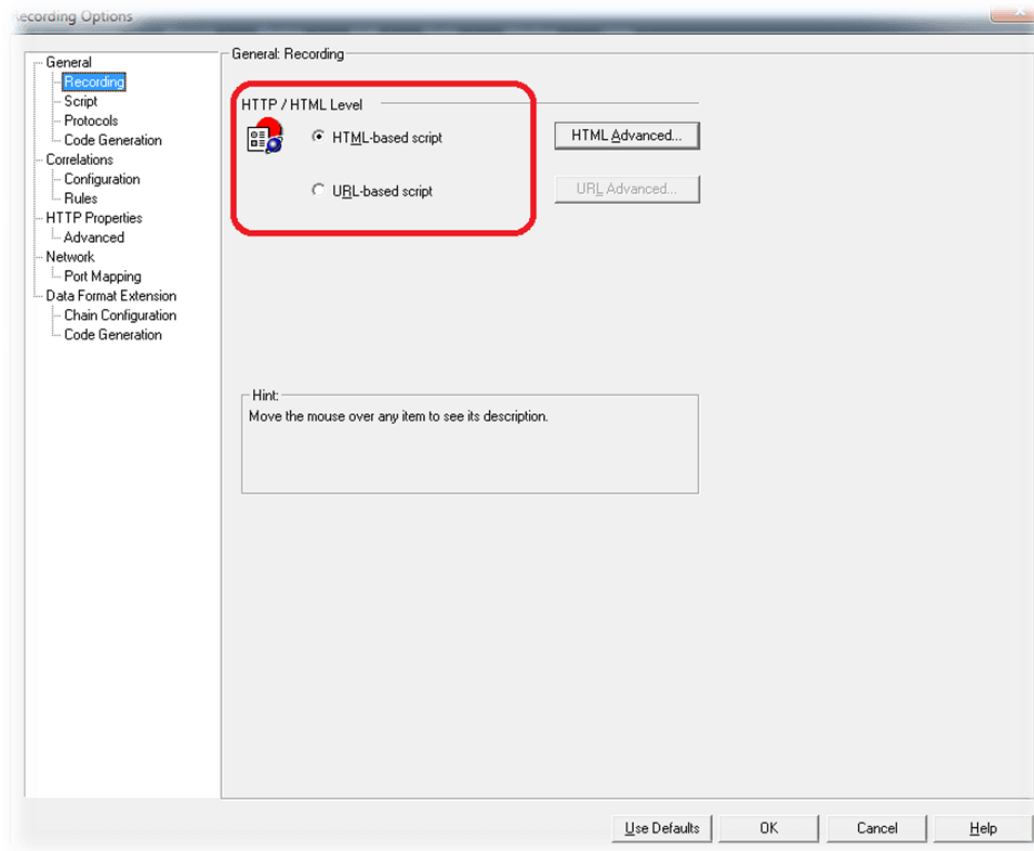 Recording Options
General
Recording
Script
Protocols
Code Generation
Correlations
Configuration
Rules
HTTP Properties
Advanced
Network
Port Mapping
Data Format Extension
Chain Configuration
Code Generation
General: Recording
HTTP / HTML Level
HTML-based script
HTML Advanced...
URL-based script
URL Advanced...
Hint:
Move the mouse over any item to see its description.
Use Defaults
OK
Cancel
Help